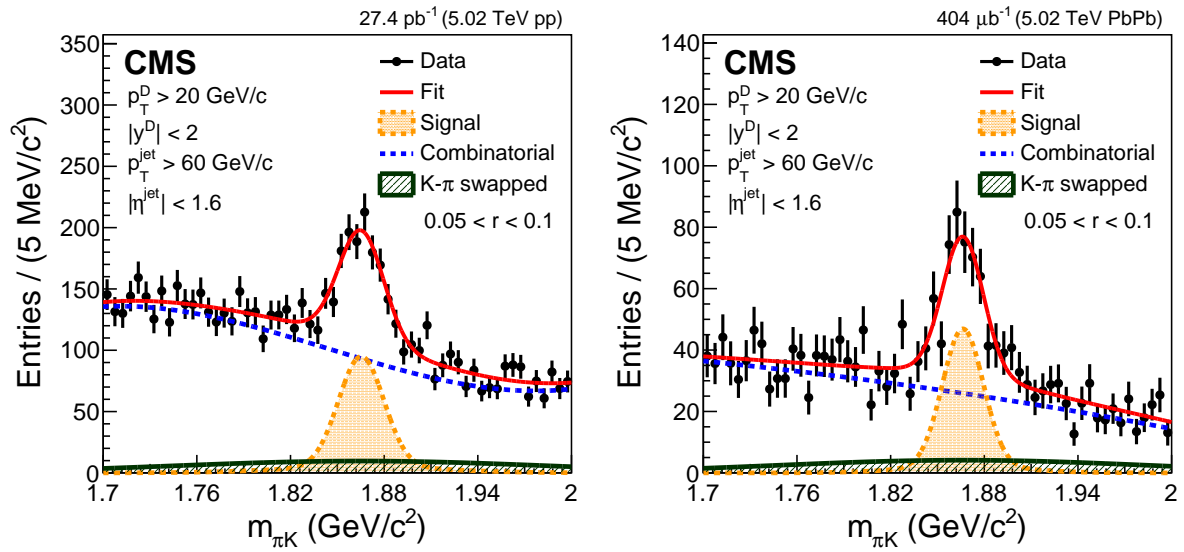 27.4 pb⁻¹ (5.02 TeV pp)
CMS
p_T^D > 20 GeV/c
|y^D| < 2
p_T^jet > 60 GeV/c
|η^jet| < 1.6
Data
Fit
Signal
Combinatorial
K-π swapped
0.05 < r < 0.1
Entries / (5 MeV/c²)
350
300
250
200
150
100
50
0
1.7 1.76 1.82 1.88 1.94 2
m_πK (GeV/c²)
404 μb⁻¹ (5.02 TeV PbPb)
CMS
p_T^D > 20 GeV/c
|y^D| < 2
p_T^jet > 60 GeV/c
|η^jet| < 1.6
Data
Fit
Signal
Combinatorial
K-π swapped
0.05 < r < 0.1
Entries / (5 MeV/c²)
140
120
100
80
60
40
20
0
1.7 1.76 1.82 1.88 1.94 2
m_πK (GeV/c²)